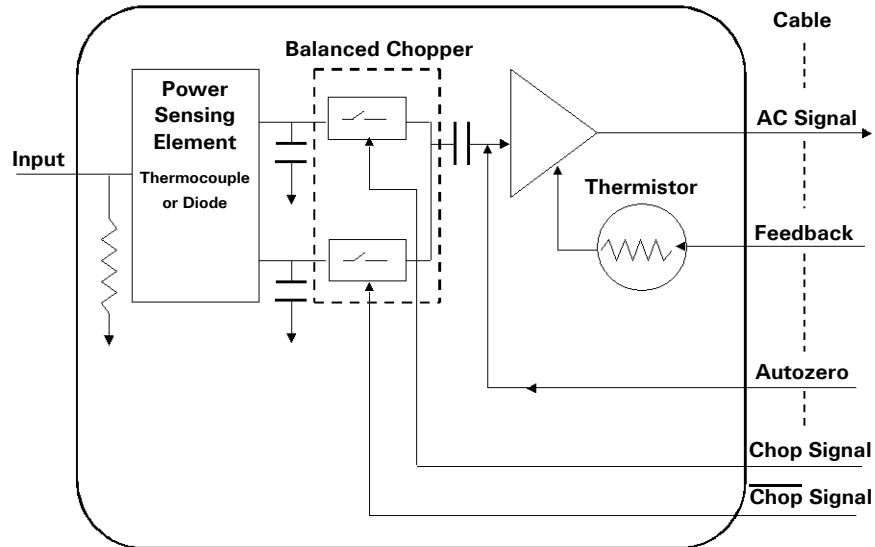 Cable
Balanced Chopper
Power
Sensing
Element
Thermocouple
or Diode
Input
AC Signal
Thermistor
Feedback
Autozero
Chop Signal
Chop Signal